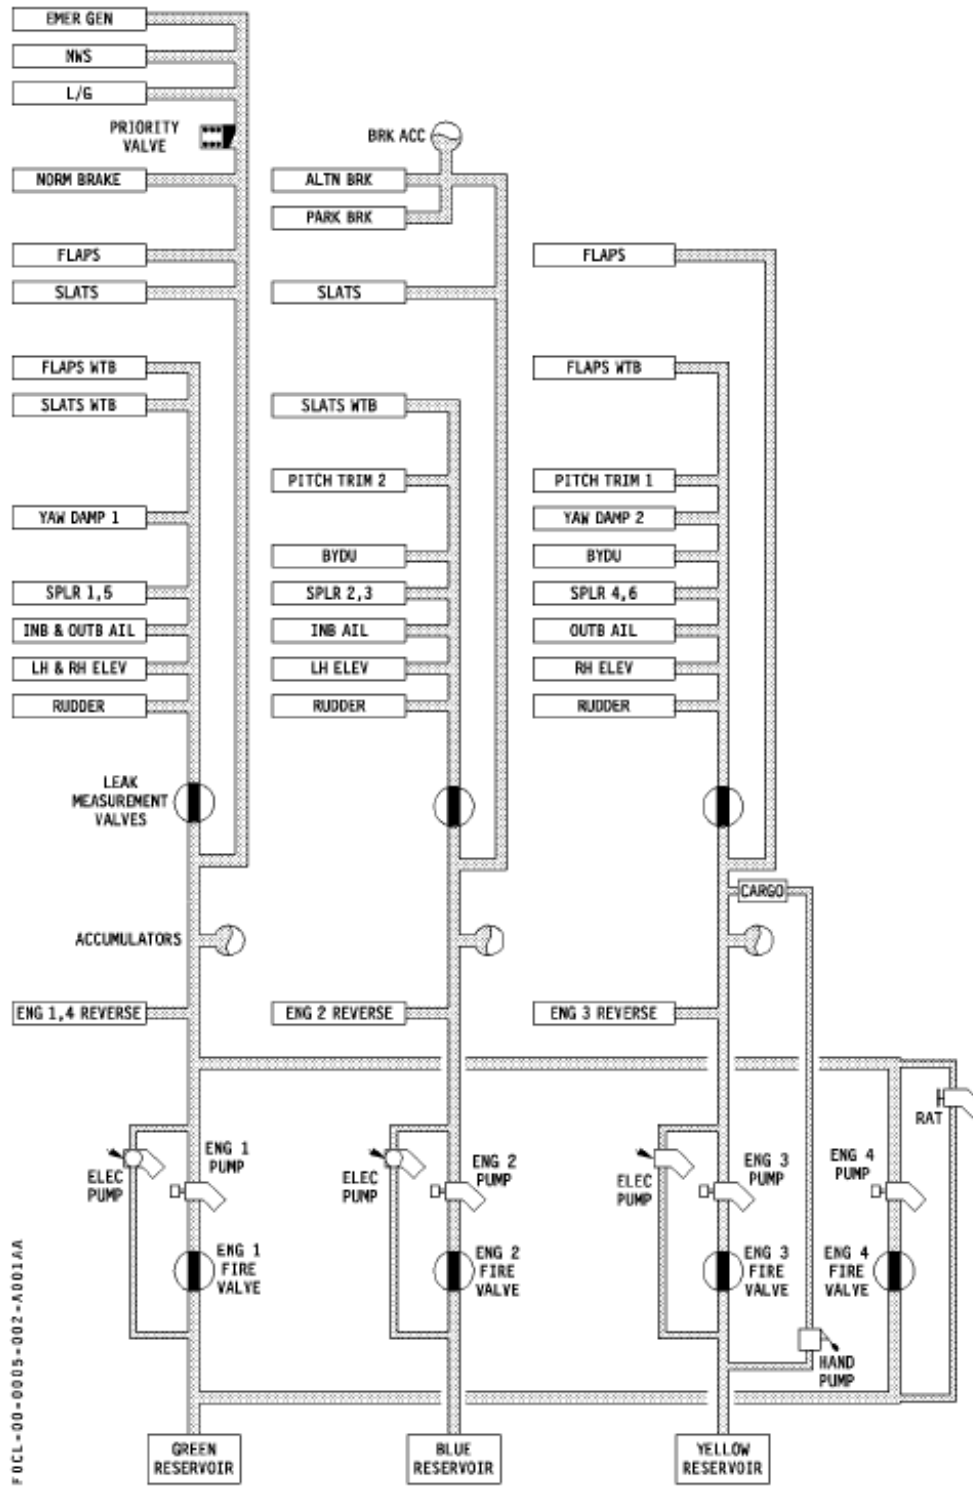 EMER GEN
NWS
L/G
PRIORITY
VALVE
BRK ACC
NORM BRAKE
ALTN BRK
PARK BRK
FLAPS
FLAPS
SLATS
SLATS
FLAPS WTB
FLAPS WTB
SLATS WTB
SLATS WTB
PITCH TRIM 2
PITCH TRIM 1
YAW DAMP 1
YAW DAMP 2
BYDU
BYDU
SPLR 1,5
SPLR 2,3
SPLR 4,6
INB & OUTB AIL
INB AIL
OUTB AIL
LH & RH ELEV
LH ELEV
RH ELEV
RUDDER
RUDDER
RUDDER
LEAK
MEASUREMENT
VALVES
CARGO
ACCUMULATORS
ENG 1,4 REVERSE
ENG 2 REVERSE
ENG 3 REVERSE
RAT
ELEC
PUMP
ENG 1
PUMP
ELEC
PUMP
ENG 2
PUMP
ELEC
PUMP
ENG 3
PUMP
ENG 4
PUMP
ENG 1
FIRE
VALVE
ENG 2
FIRE
VALVE
ENG 3
FIRE
VALVE
ENG 4
FIRE
VALVE
HAND
PUMP
GREEN
RESERVOIR
BLUE
RESERVOIR
YELLOW
RESERVOIR
F0CL-00-0005-002-A001AA